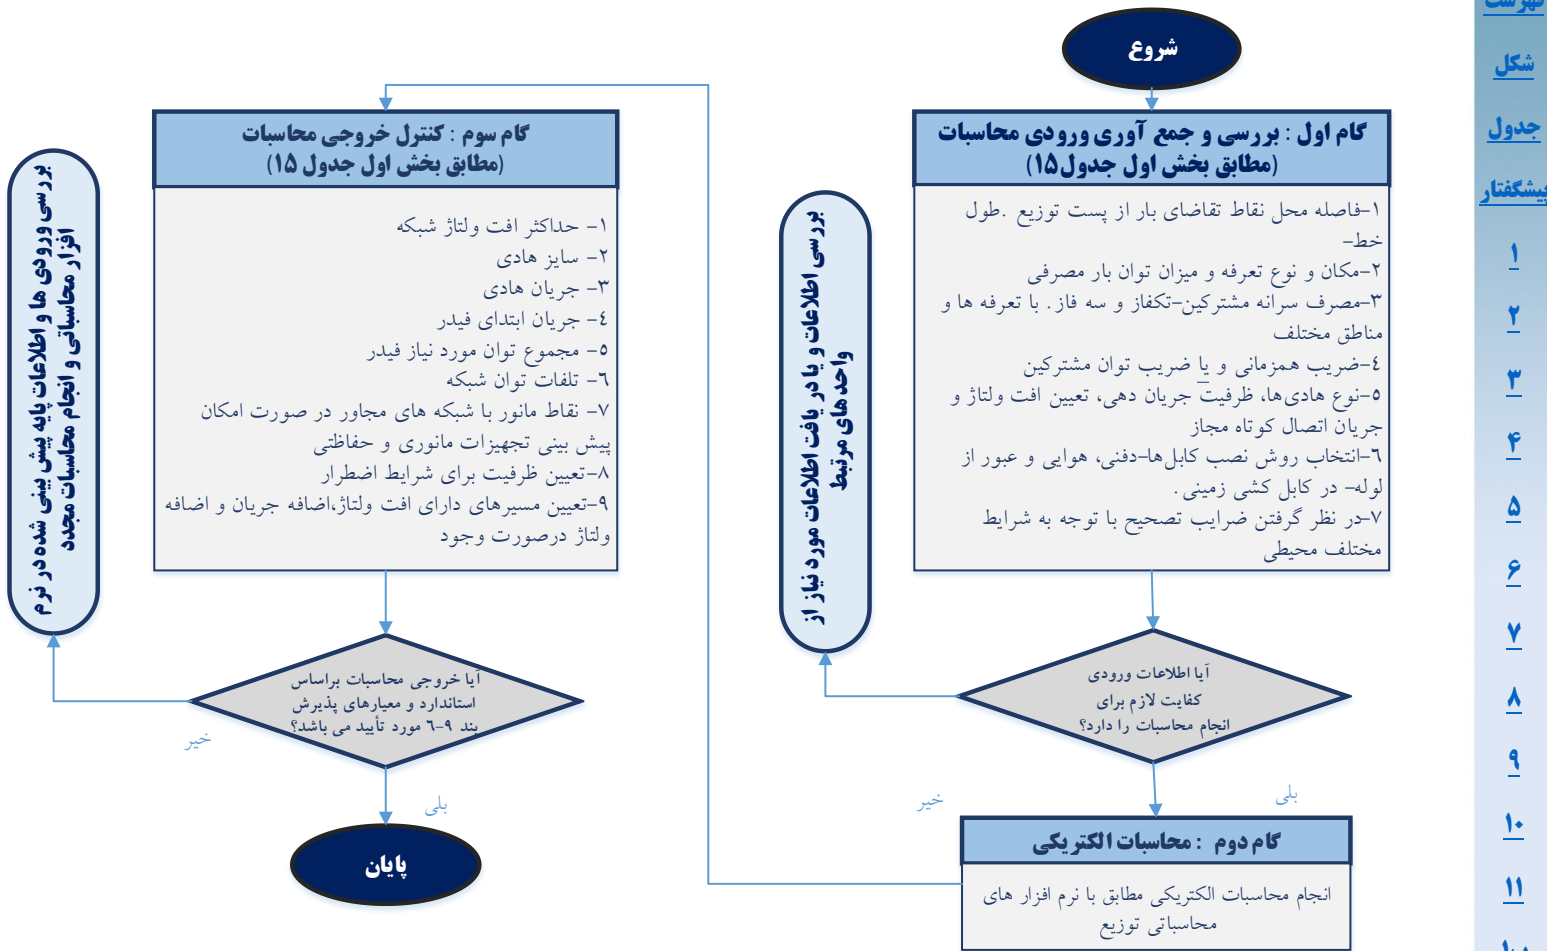 شروع
گام اول : بررسی و جمع آوری ورودی محاسبات
(مطابق بخش اول جدول۱۵)
۱-فاصله محل نقاط تقاضای بار از پست توزیع .طول
خط-
۲-مکان و نوع تعرفه و میزان توان بار مصرفی
۳-مصرف سرانه مشترکین-تکفاز و سه فاز. با تعرفه ها و
مناطق مختلف
٤-ضریب همزمانی و یا ضریب توان مشترکین
٥-نوع هادی‌ها، ظرفیت جریان دهی، تعیین افت ولتاژ و
جریان اتصال کوتاه مجاز
٦-انتخاب روش نصب کابل‌ها-دفنی، هوایی و عبور از
لوله- در کابل کشی زمینی.
۷-در نظر گرفتن ضرایب تصحیح با توجه به شرایط
مختلف محیطی
بررسی اطلاعات و یا در یافت اطلاعات مورد نیاز از
واحدهای مرتبط
آیا اطلاعات ورودی
کفایت لازم برای
انجام محاسبات را دارد؟
بلی
خیر
گام دوم : محاسبات الکتریکی
انجام محاسبات الکتریکی مطابق با نرم افزار های
محاسباتی توزیع
گام سوم : کنترل خروجی محاسبات
(مطابق بخش اول جدول ۱۵)
۱- حداکثر افت ولتاژ شبکه
۲- سایز هادی
۳- جریان هادی
٤- جریان ابتدای فیدر
٥- مجموع توان مورد نیاز فیدر
٦- تلفات توان شبکه
۷- نقاط مانور با شبکه های مجاور در صورت امکان
پیش بینی تجهیزات مانوری و حفاظتی
۸-تعیین ظرفیت برای شرایط اضطرار
۹-تعیین مسیرهای دارای افت ولتاژ،اضافه جریان و اضافه
ولتاژ درصورت وجود
بررسی ورودی ها و اطلاعات پایه پیش بینی شده در نرم
افزار محاسباتی و انجام محاسبات مجدد
آیا خروجی محاسبات براساس
استاندارد و معیارهای پذیرش
بند ۹-٦ مورد تأیید می باشد؟
خیر
بلی
پایان
فهرست
شکل
جدول
پیشگفتار
۱
۲
۳
۴
۵
۶
۷
۸
۹
۱۰
۱۱